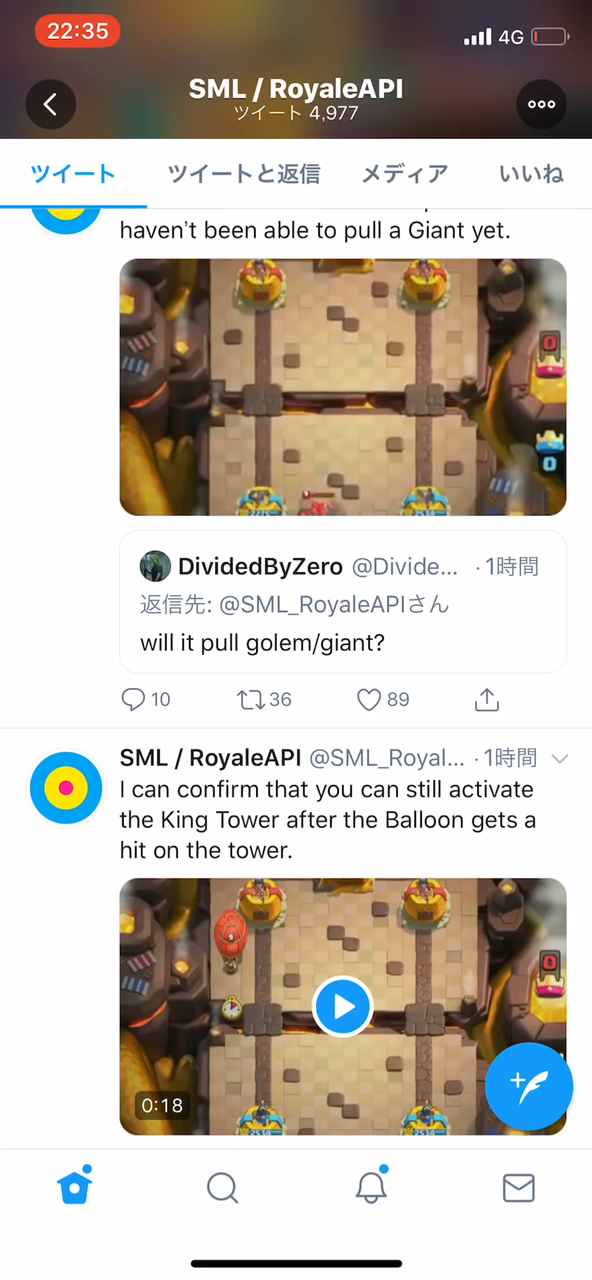 22:35
4G
SML / RoyaleAPI
ツイート 4,977
ツイート ツイートと返信 メディア いいね
haven't been able to pull a Giant yet.
0
0
DividedByZero @Divide... · 1時間
返信先: @SML_RoyaleAPIさん
will it pull golem/giant?
10 36 89
SML / RoyaleAPI @SML_Royal... · 1時間
I can confirm that you can still activate
the King Tower after the Balloon gets a
hit on the tower.
0
0:18